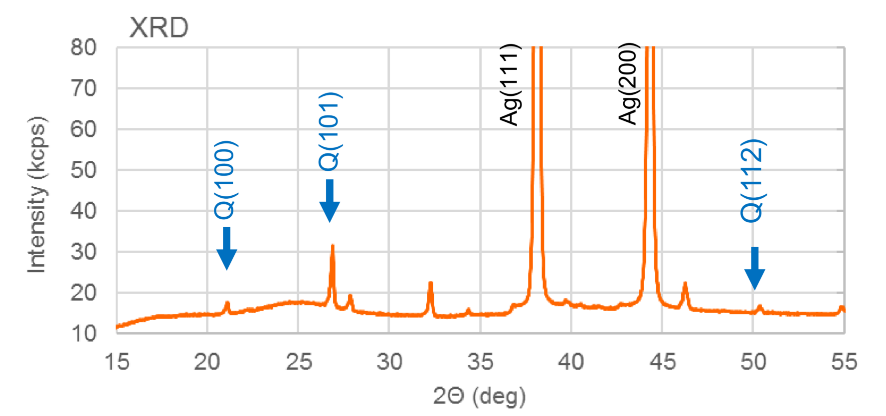 XRD
80
70
60
50
40
30
20
10
Intensity (kcps)
Q(100)
Q(101)
Ag(111)
Ag(200)
Q(112)
15 20 25 30 35 40 45 50 55
2Θ (deg)